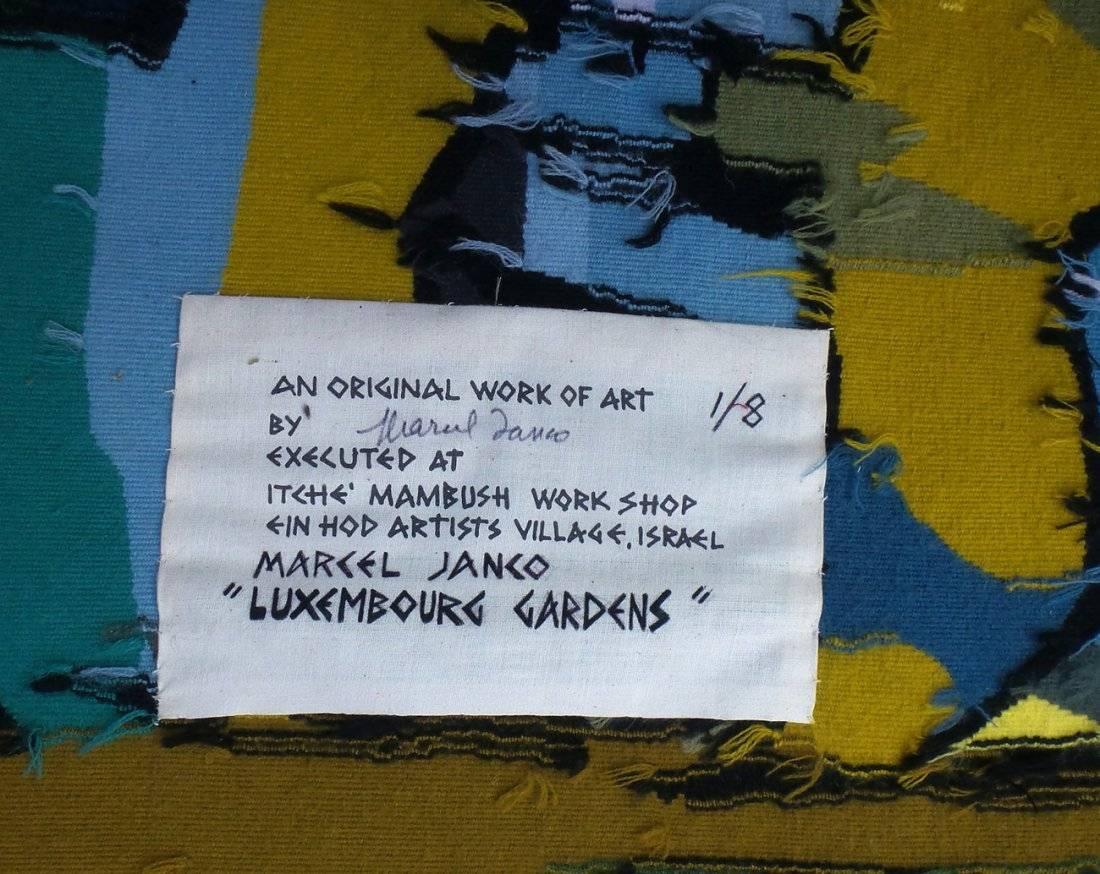 AN ORIGINAL WORK OF ART 1/8
BY Marcel Janco
EXECUTED AT
ITCHE' MAMBUSH WORK SHOP
EIN HOD ARTISTS VILLAGE, ISRAEL
MARCEL JANCO
"LUXEMBOURG GARDENS"